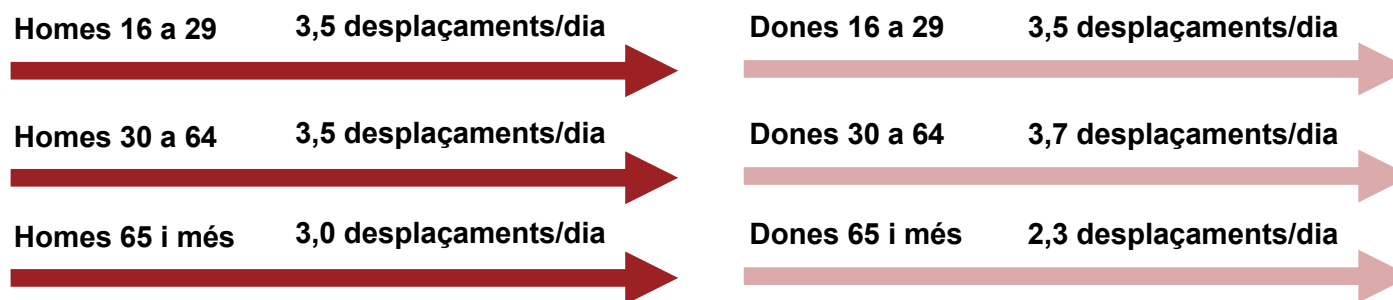 Homes 16 a 29 3,5 desplaçaments/dia
Dones 16 a 29 3,5 desplaçaments/dia
Homes 30 a 64 3,5 desplaçaments/dia
Dones 30 a 64 3,7 desplaçaments/dia
Homes 65 i més 3,0 desplaçaments/dia
Dones 65 i més 2,3 desplaçaments/dia